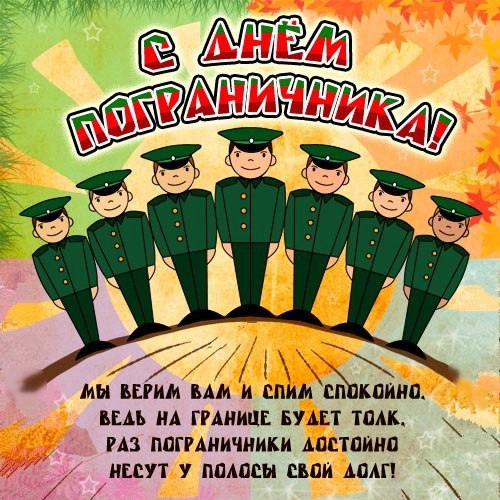 С ДНЁМ
ПОГРАНИЧНИКА!
МЫ ВЕРИМ ВАМ И СПИМ СПОКОЙНО,
ВЕДЬ НА ГРАНИЦЕ БУДЕТ ТОЛК,
РАЗ ПОГРАНИЧНИКИ ДОСТОЙНО
НЕСУТ У ПОЛОСЫ СВОЙ ДОЛГ!